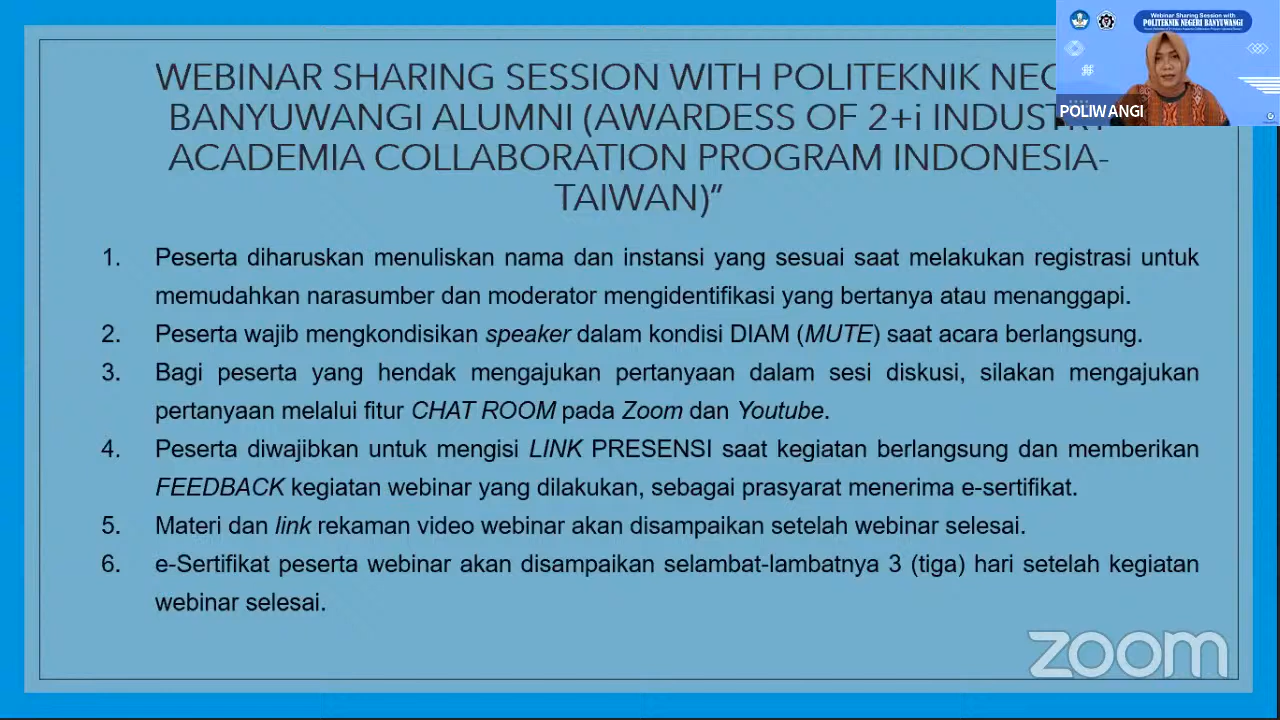 WEBINAR SHARING SESSION WITH POLITEKNIK NEG
BANYUWANGI ALUMNI (AWARDESS OF 2+i INDUSTRY
ACADEMIA COLLABORATION PROGRAM INDONESIA-
TAIWAN)”
Webinar Sharing Session with
POLITEKNIK NEGERI BANYUWANGI
POLIWANGI
1. Peserta diharuskan menuliskan nama dan instansi yang sesuai saat melakukan registrasi untuk
memudahkan narasumber dan moderator mengidentifikasi yang bertanya atau menanggapi.
2. Peserta wajib mengkondisikan speaker dalam kondisi DIAM (MUTE) saat acara berlangsung.
3. Bagi peserta yang hendak mengajukan pertanyaan dalam sesi diskusi, silakan mengajukan
pertanyaan melalui fitur CHAT ROOM pada Zoom dan Youtube.
4. Peserta diwajibkan untuk mengisi LINK PRESENSI saat kegiatan berlangsung dan memberikan
FEEDBACK kegiatan webinar yang dilakukan, sebagai prasyarat menerima e-sertifikat.
5. Materi dan link rekaman video webinar akan disampaikan setelah webinar selesai.
6. e-Sertifikat peserta webinar akan disampaikan selambat-lambatnya 3 (tiga) hari setelah kegiatan
webinar selesai.
zoom